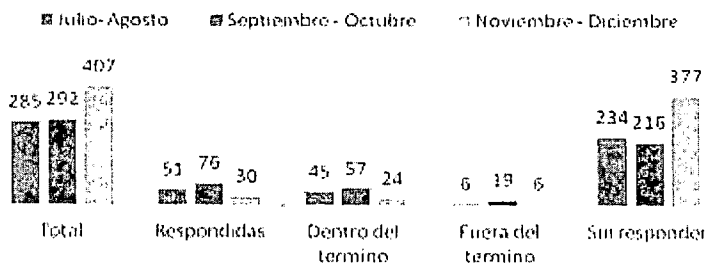 Julio-Agosto Septiembre - Octubre Noviembre - Diciembre
407
285 292
51 76 30
45 57 24
6 19 6
234 216 377
Total Respondidas Dentro del termino Fuera del termino Sin responder